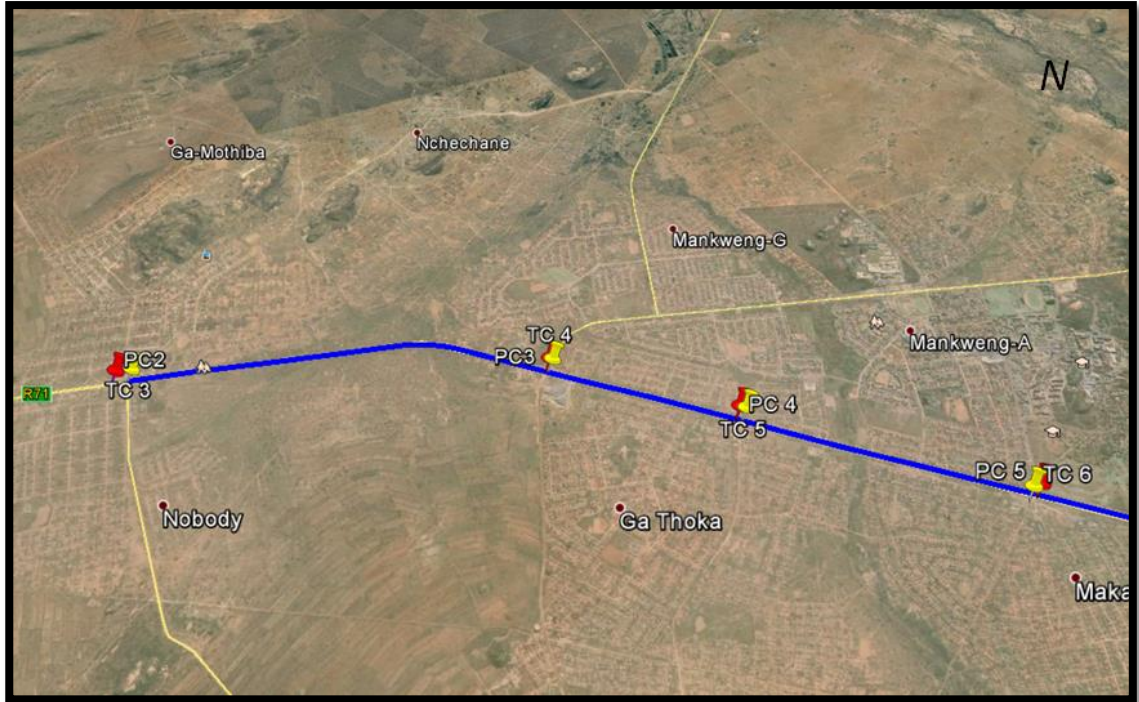 N
Nchechane
Ga-Mothiba
Mankweng-G
TC 4
Mankweng-A
PC3
PC2
TC 3
R71
PC 4
TC 5
PC 5
TC 6
Nobody
Ga Thoka
Maka